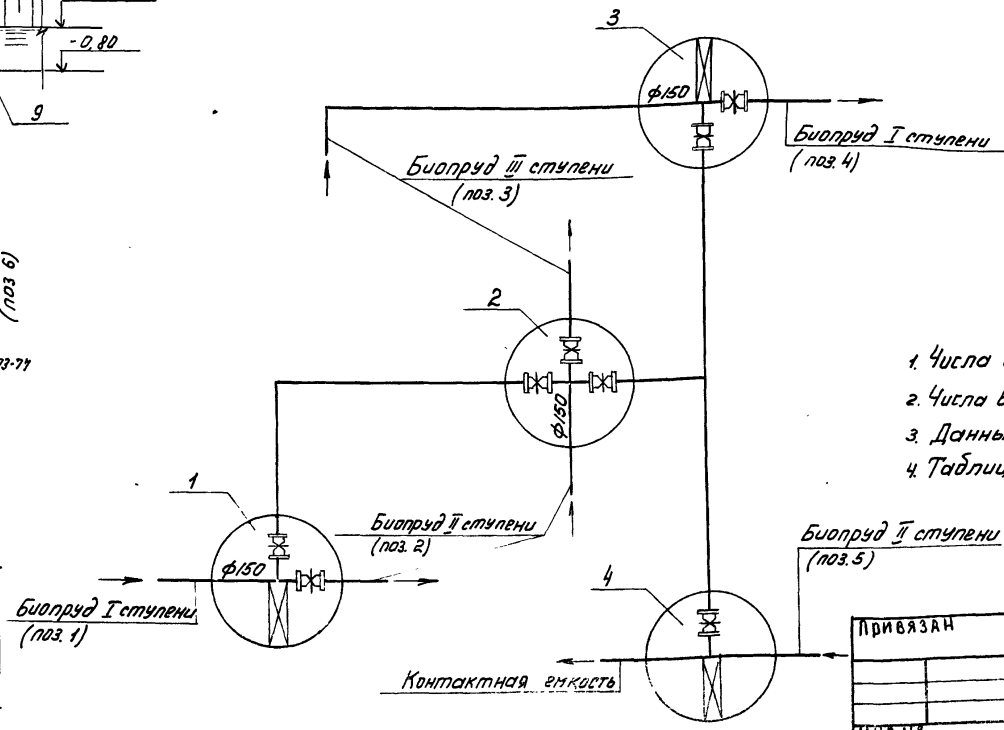 -0,80
9
3
ф150
Биопруд I ступени
(поз. 4)
Биопруд III ступени
(поз. 3)
(поз 6)
2
73-77
ф150
1. Числа
2. Числа
3. Данны
4. Таблиц
1
Биопруд II ступени
(поз. 2)
Биопруд II ступени
(поз. 5)
ф150
4
Биопруд I ступени
(поз. 1)
Контактная емкость
ПРИВЯЗАН